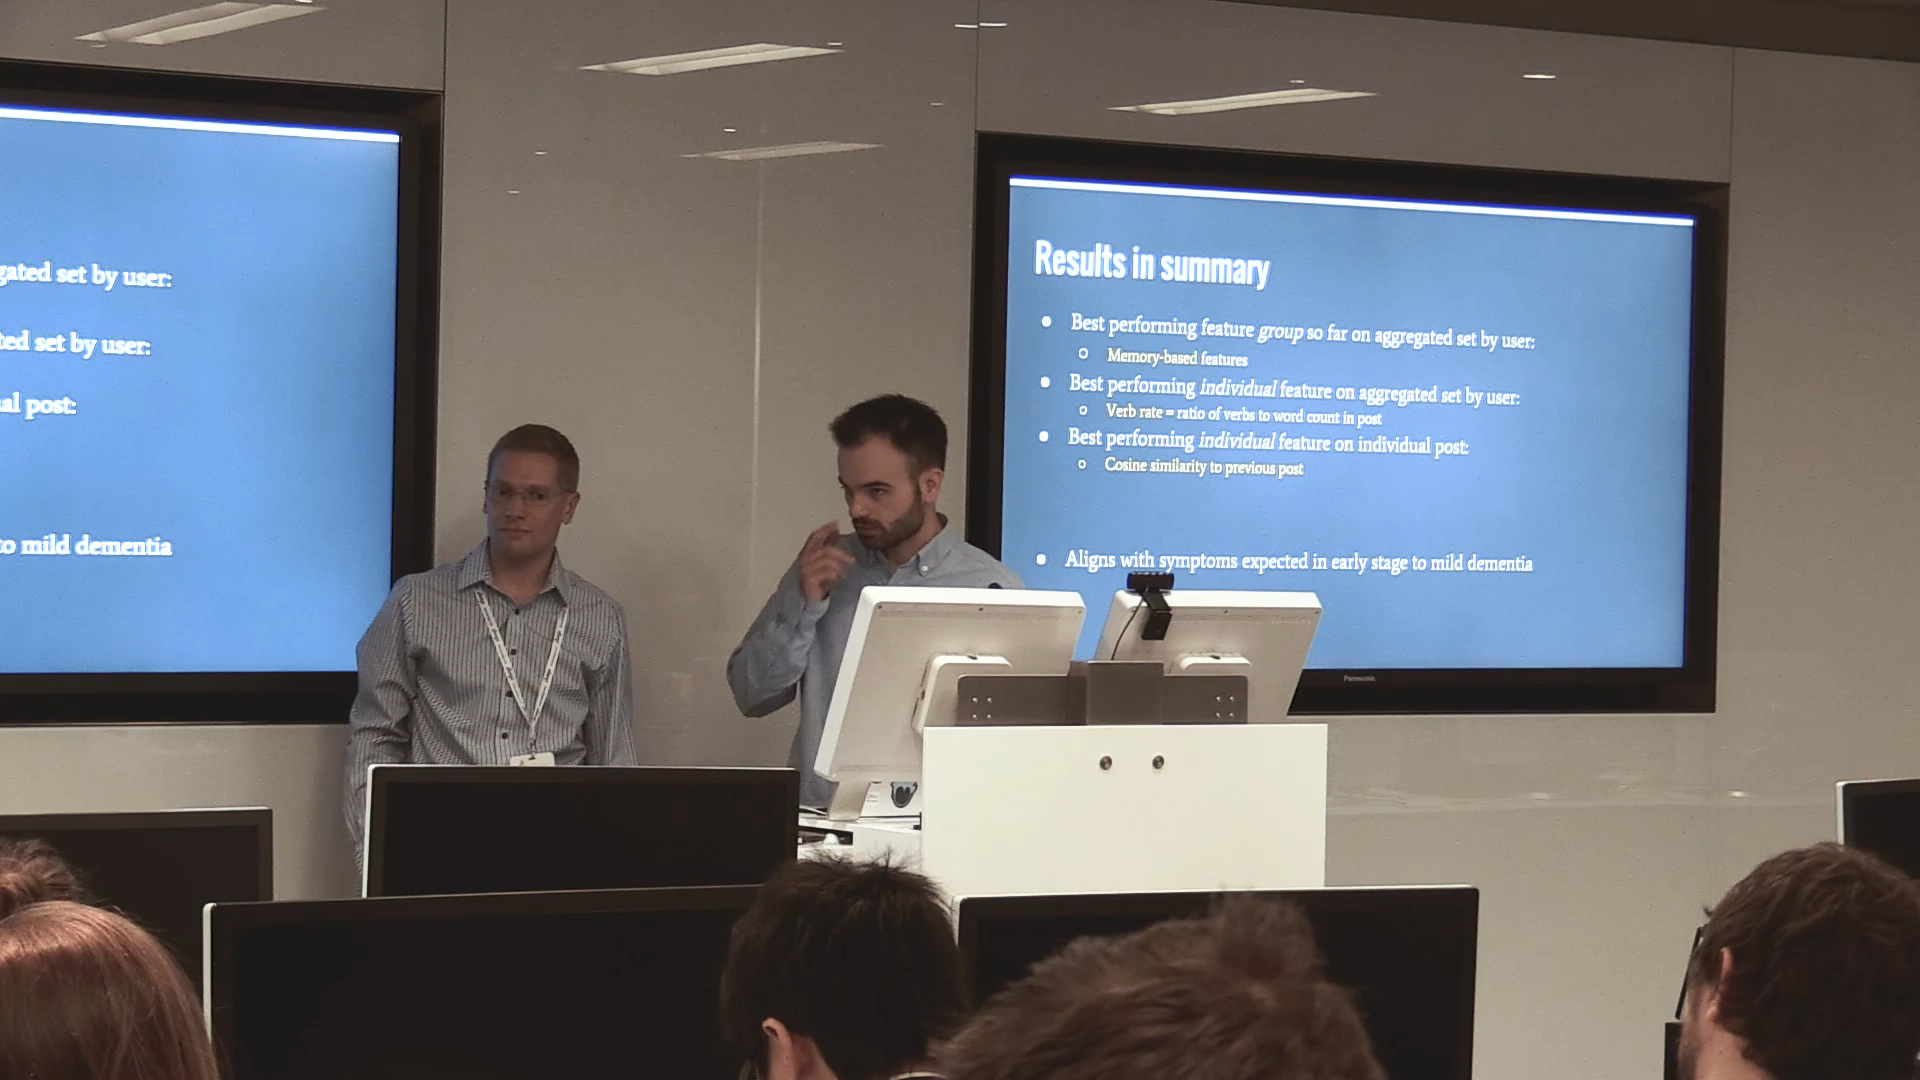 gated set by user:
ted set by user:
al post:
to mild dementia
Results in summary
Best performing feature group so far on aggregated set by user:
Memory-based features
Best performing individual feature on aggregated set by user:
Verb rate = ratio of verbs to word count in post
Best performing individual feature on individual post:
Cosine similarity to previous post
Aligns with symptoms expected in early stage to mild dementia
Panasonic